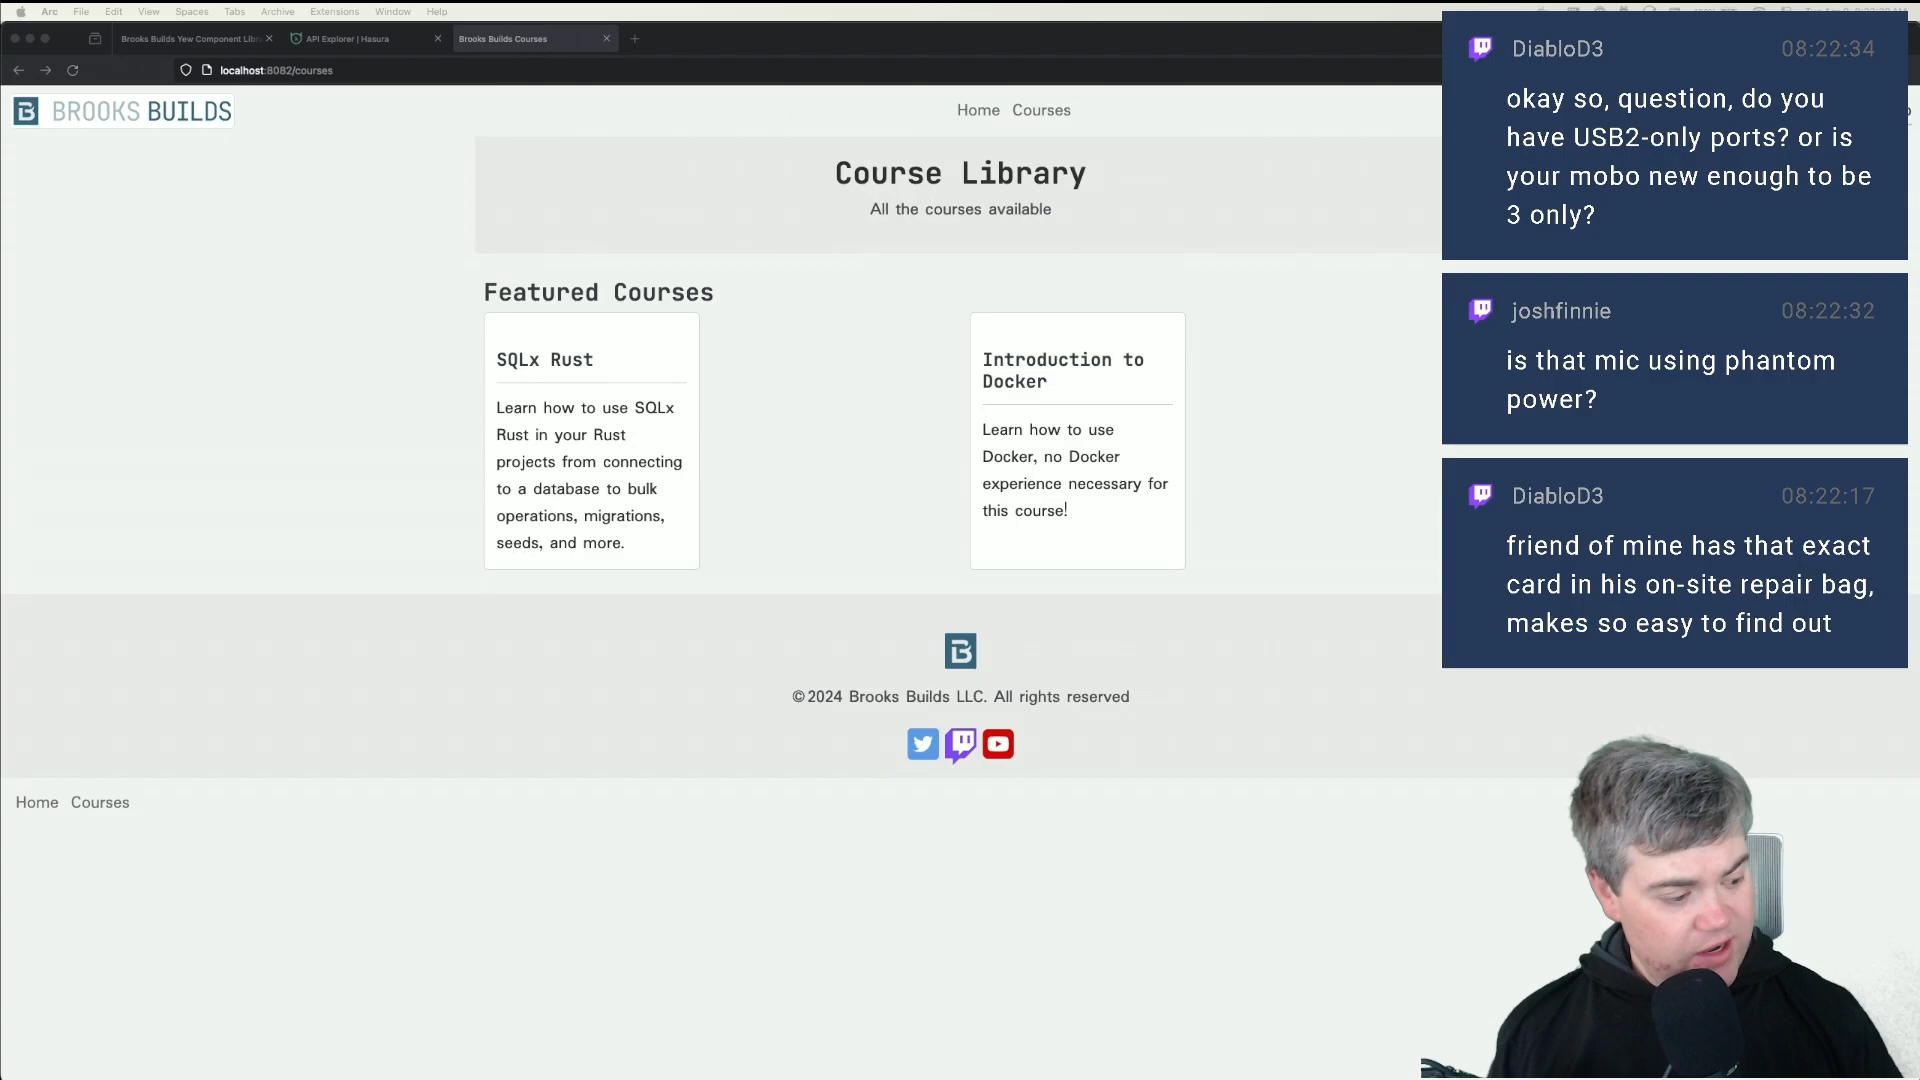 Arc File Edit View Spaces Tabs Archive Extensions Window Help
Brooks Builds Yew Component Libr
API Explorer | Hasura
Brooks Builds Courses
localhost:8082/courses
BROOKS BUILDS
Home Courses
Course Library
All the courses available
Featured Courses
SQLx Rust
Learn how to use SQLx
Rust in your Rust
projects from connecting
to a database to bulk
operations, migrations,
seeds, and more.
Introduction to
Docker
Learn how to use
Docker, no Docker
experience necessary for
this course!
©2024 Brooks Builds LLC. All rights reserved
Home Courses
DiabloD3 08:22:34
okay so, question, do you
have USB2-only ports? or is
your mobo new enough to be
3 only?
joshfinnie 08:22:32
is that mic using phantom
power?
DiabloD3 08:22:17
friend of mine has that exact
card in his on-site repair bag,
makes so easy to find out